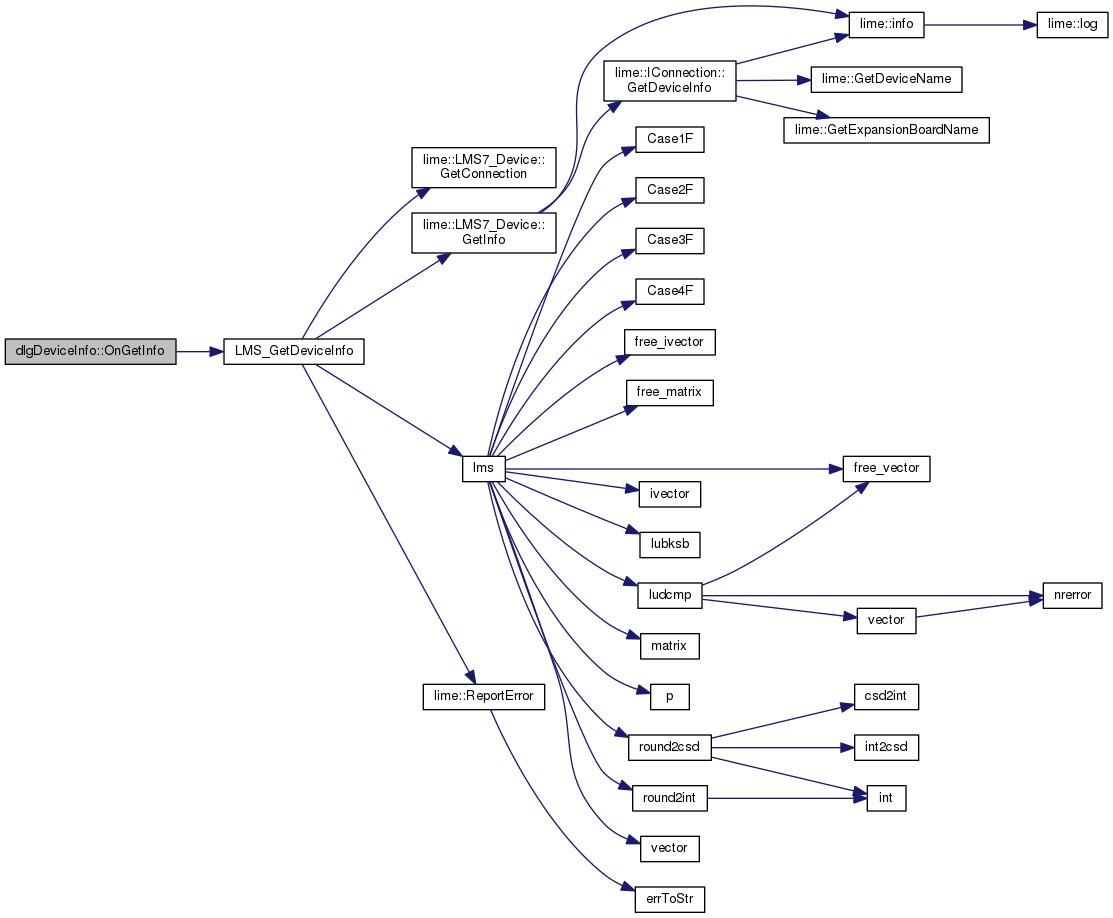 dlgDeviceInfo::OnGetInfo
LMS_GetDeviceInfo
lime::LMS7_Device::
GetConnection
lime::LMS7_Device::
GetInfo
lms
lime::ReportError
lime::IConnection::
GetDeviceInfo
Case1F
Case2F
Case3F
Case4F
free_ivector
free_matrix
ivector
lubksb
ludcmp
matrix
p
round2csd
round2int
vector
errToStr
lime::info
lime::GetDeviceName
lime::GetExpansionBoardName
free_vector
vector
csd2int
int2csd
int
lime::log
nrerror